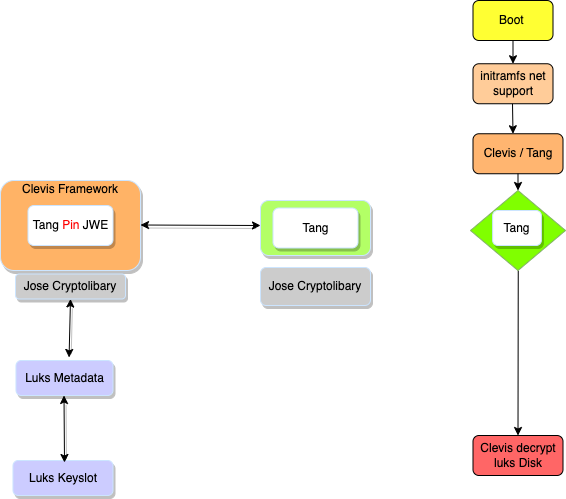 Boot
initramfs net
support
Clevis / Tang
Tang
Clevis decrypt
luks Disk
Clevis Framework
Tang Pin JWE
Jose Cryptolibary
Luks Metadata
Luks Keyslot
Tang
Jose Cryptolibary